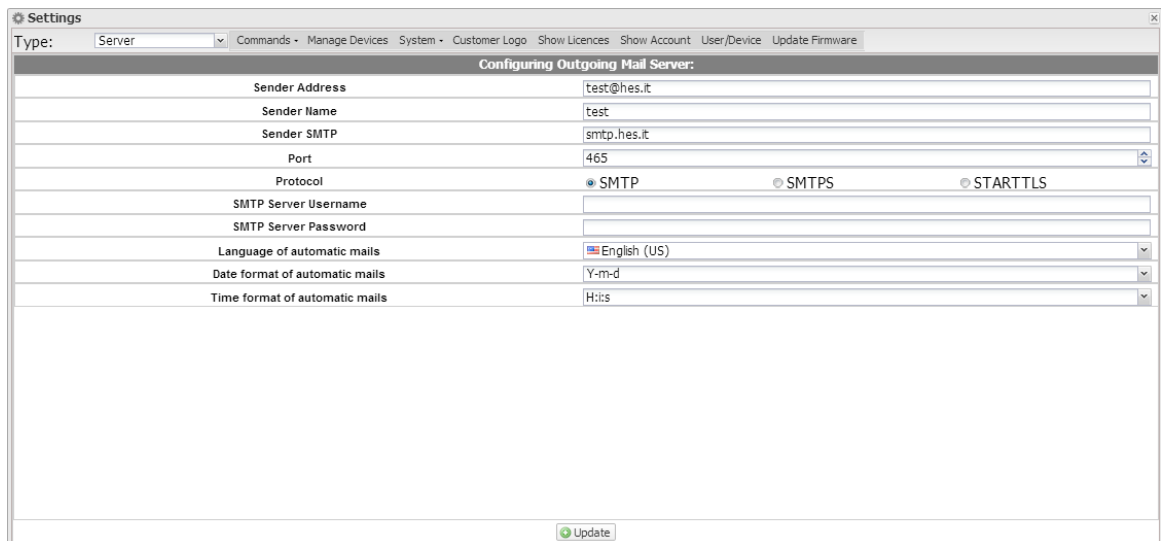 Settings
Type: Server Commands Manage Devices System Customer Logo Show Licences Show Account User/Device Update Firmware
Configuring Outgoing Mail Server:
Sender Address test@hes.it
Sender Name test
Sender SMTP smtp.hes.it
Port 465
Protocol SMTP SMTPS STARTTLS
SMTP Server Username
SMTP Server Password
Language of automatic mails English (US)
Date format of automatic mails Y-m-d
Time format of automatic mails H:i:s
Update